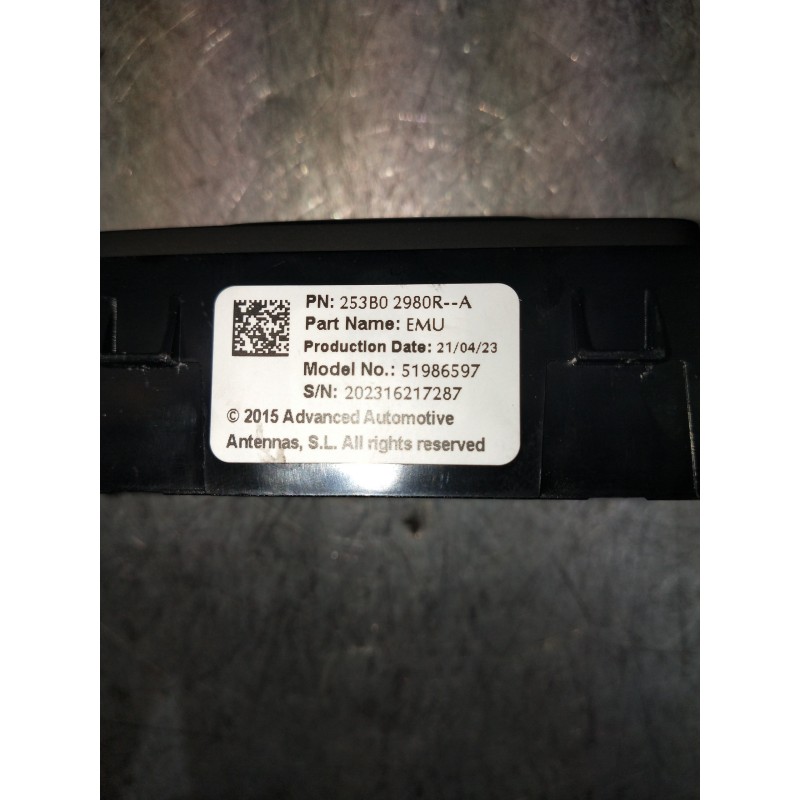 PN: 253B0 2980R--A
Part Name: EMU
Production Date: 21/04/23
Model No.: 51986597
S/N: 202316217287
© 2015 Advanced Automotive
Antennas, S.L. All rights reserved